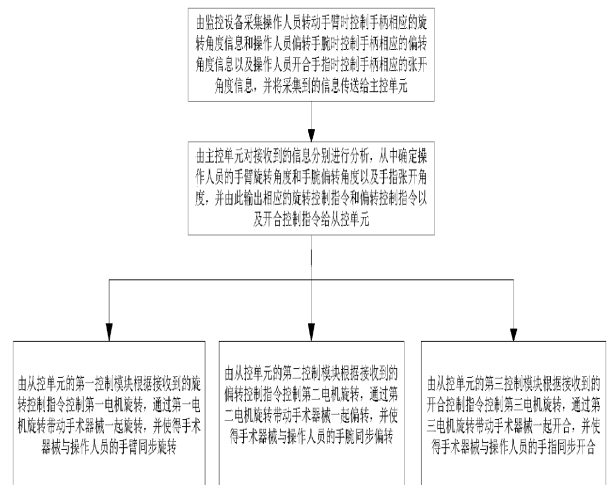 由监控设备采集操作人员转动手臂时控制手柄相应的旋
转角度信息和操作人员偏转手腕时控制手柄相应的偏转
角度信息以及操作人员开合手指时控制手柄相应的张开
角度信息，并将采集到的信息传送给主控单元
由主控单元对接收到的信息分别进行分析，从中确定操
作人员的手臂旋转角度和手腕偏转角度以及手指张开角
度，并由此输出相应的旋转控制指令和偏转控制指令以
及开合控制指令给从控单元
由从控单元的第一控制模块根据接收到的旋
转控制指令控制第一电机旋转，通过第一电
机旋转带动手术器械一起旋转，并使得手术
器械与操作人员的手臂同步旋转
由从控单元的第二控制模块根据接收到的
偏转控制指令控制第二电机旋转，通过第
二电机旋转带动手术器械一起偏转，并使
得手术器械与操作人员的手腕同步偏转
由从控单元的第三控制模块根据接收到的
开合控制指令控制第三电机旋转，通过第
三电机旋转带动手术器械一起开合，并使
得手术器械与操作人员的手指同步开合